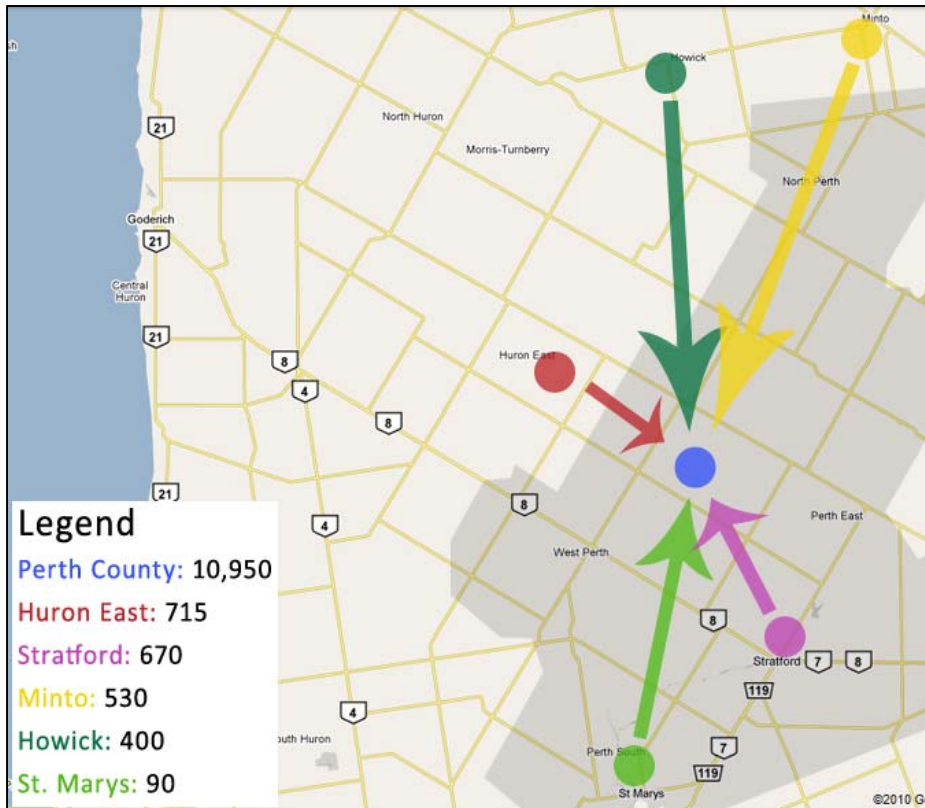 Minto
Howick
21
North Huron
Morris-Turnberry
North Perth
Goderich
21
Central
Huron
21
Huron East
8
4
8
21
8
4
Perth East
West Perth
Legend
Perth County: 10,950
Huron East: 715
Stratford: 670
Minto: 530
Howick: 400
St. Marys: 90
8
Stratford
7
8
119
4
Perth South
7
119
St Marys
©2010 G